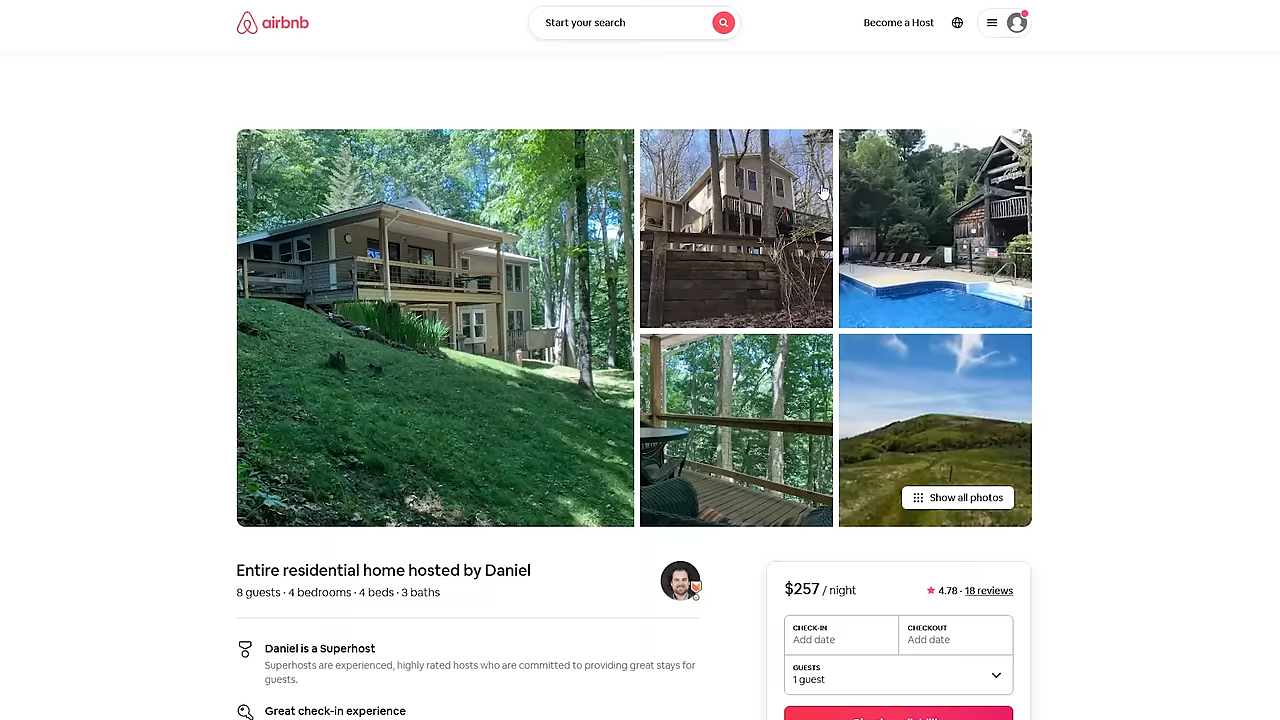 airbnb
Start your search
Become a Host
Show all photos
Entire residential home hosted by Daniel
8 guests · 4 bedrooms · 4 beds · 3 baths
$257 / night
4.78 · 18 reviews
CHECK-IN
Add date
CHECKOUT
Add date
GUESTS
1 guest
Daniel is a Superhost
Superhosts are experienced, highly rated hosts who are committed to providing great stays for
guests.
Great check-in experience